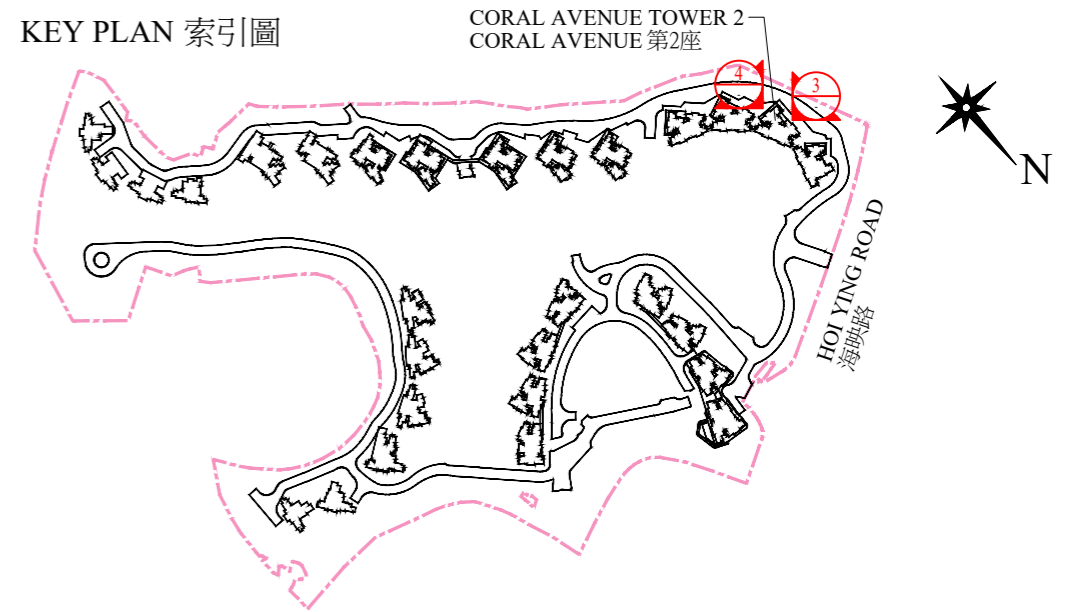 KEY PLAN 索引圖
CORAL AVENUE TOWER 2
CORAL AVENUE 第2座
4
3
N
HOI YING ROAD
海映路